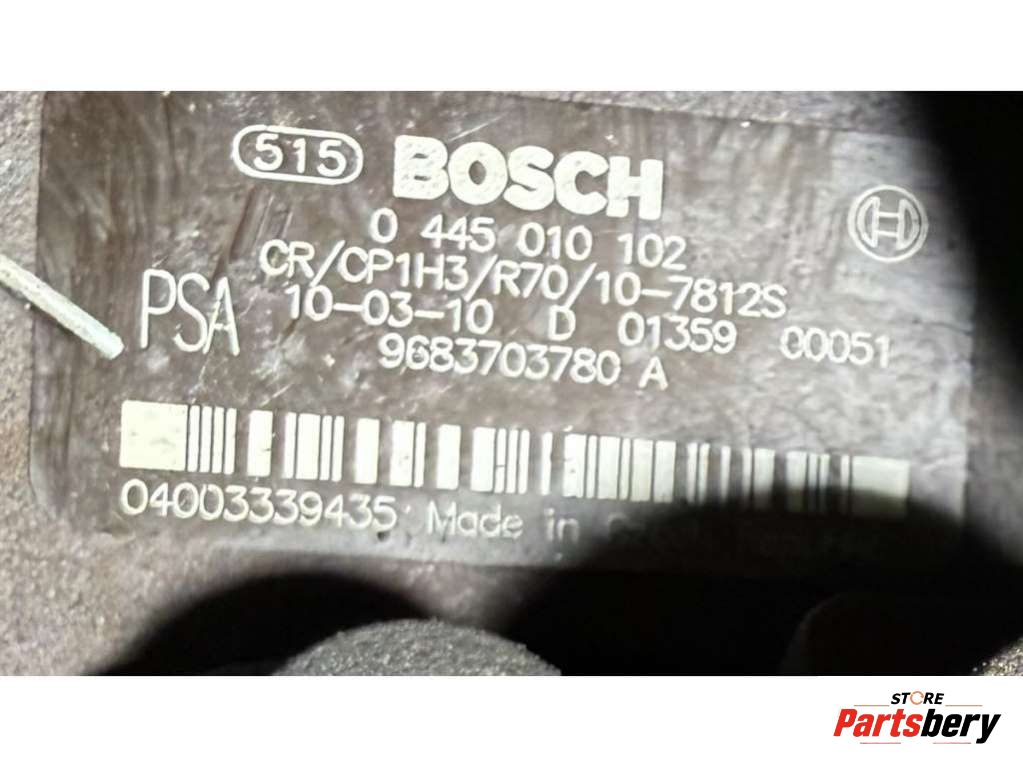 515 BOSCH
0 445 010 102
CR/CP1H3/R70/10-7812S
PSA 10-03-10 D 01359 00051
9683703780 A
04003339435 Made in
STORE
Partsbery